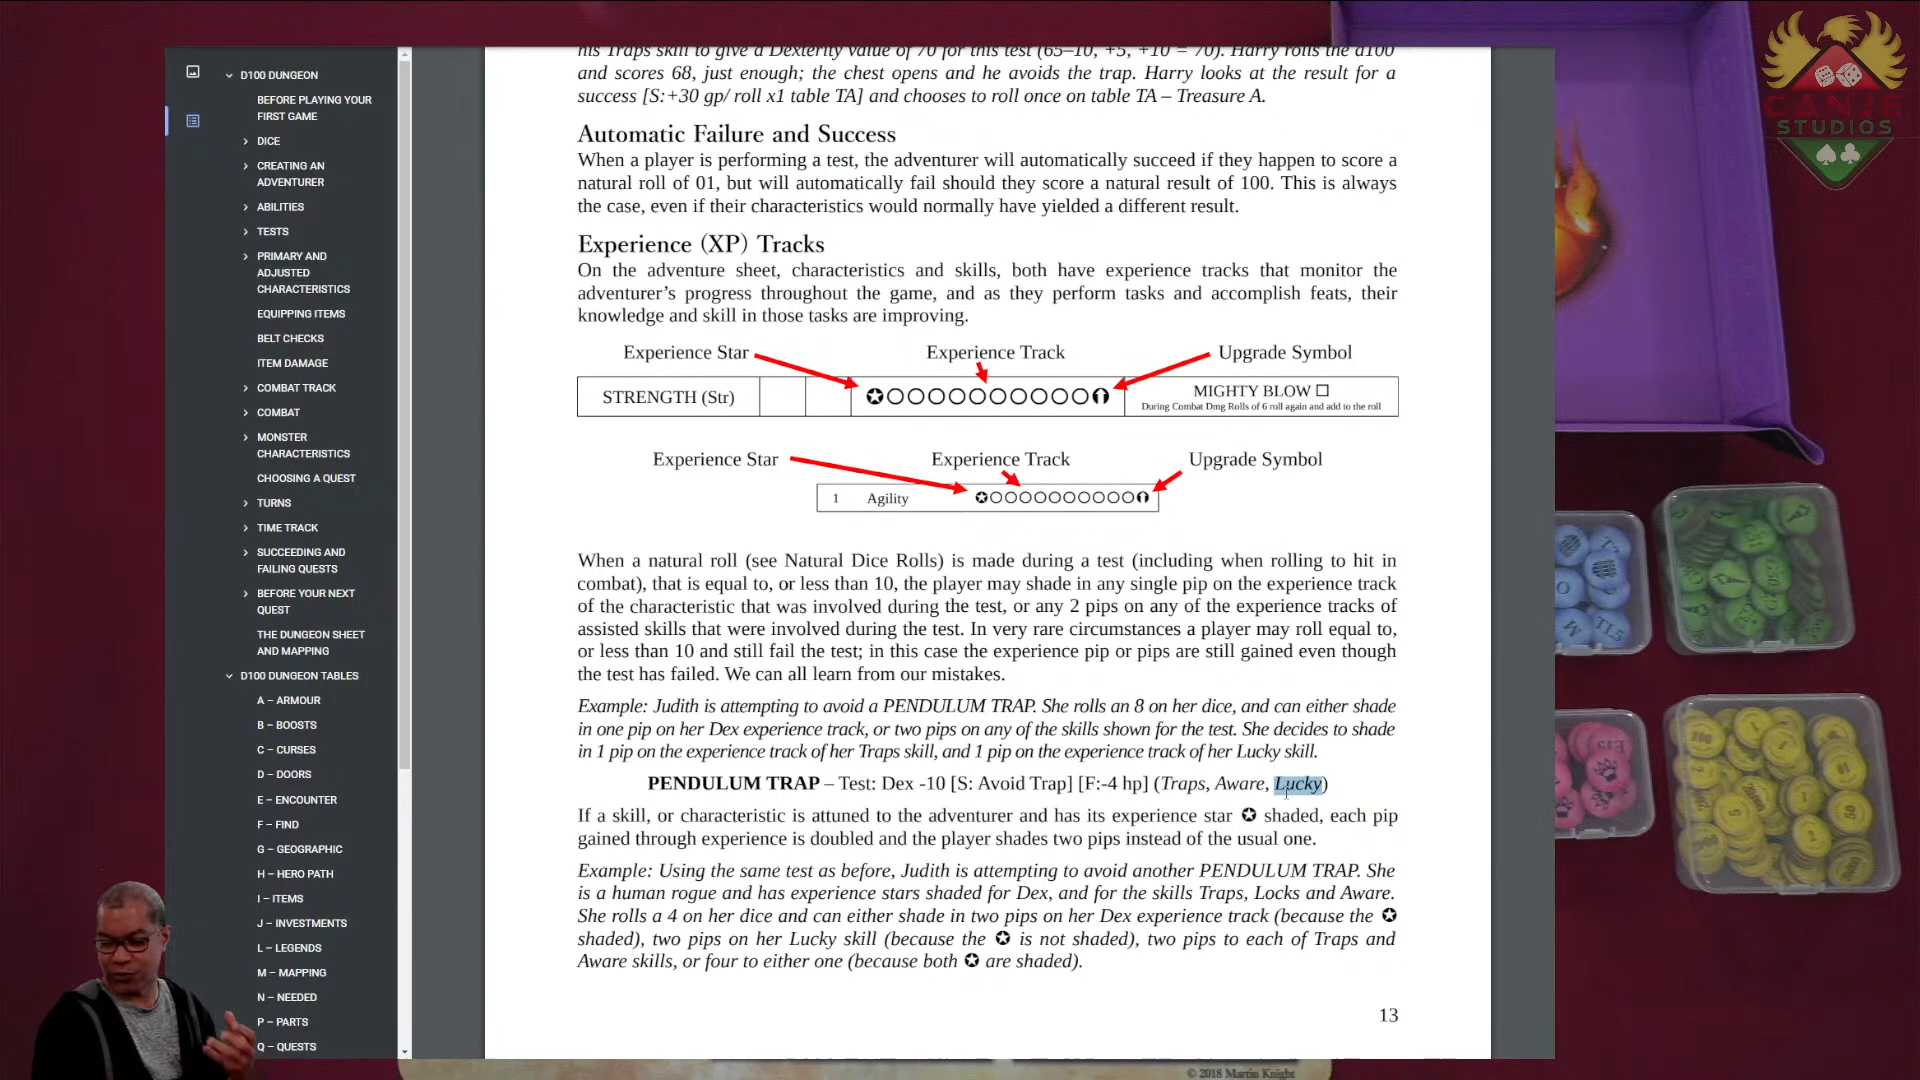 D100 DUNGEON
BEFORE PLAYING YOUR
FIRST GAME
DICE
CREATING AN
ADVENTURER
ABILITIES
TESTS
PRIMARY AND
ADJUSTED
CHARACTERISTICS
EQUIPPING ITEMS
BELT CHECKS
ITEM DAMAGE
COMBAT TRACK
COMBAT
MONSTER
CHARACTERISTICS
CHOOSING A QUEST
TURNS
TIME TRACK
SUCCEEDING AND
FAILING QUESTS
BEFORE YOUR NEXT
QUEST
THE DUNGEON SHEET
AND MAPPING
D100 DUNGEON TABLES
A – ARMOUR
B – BOOSTS
C – CURSES
D – DOORS
E – ENCOUNTER
F – FIND
G – GEOGRAPHIC
H – HERO PATH
I – ITEMS
J – INVESTMENTS
L – LEGENDS
M – MAPPING
N – NEEDED
P – PARTS
Q – QUESTS
his Traps skill to give a Dexterity value of 70 for this test (65–10, +5, +10 = 70). Harry rolls the d100
and scores 68, just enough; the chest opens and he avoids the trap. Harry looks at the result for a
success [S:+30 gp/ roll x1 table TA] and chooses to roll once on table TA – Treasure A.
Automatic Failure and Success
When a player is performing a test, the adventurer will automatically succeed if they happen to score a
natural roll of 01, but will automatically fail should they score a natural result of 100. This is always
the case, even if their characteristics would normally have yielded a different result.
Experience (XP) Tracks
On the adventure sheet, characteristics and skills, both have experience tracks that monitor the
adventurer’s progress throughout the game, and as they perform tasks and accomplish feats, their
knowledge and skill in those tasks are improving.
Experience Star Experience Track Upgrade Symbol
STRENGTH (Str) MIGHTY BLOW ☐
During Combat Dmg Rolls of 6 roll again and add to the roll
Experience Star Experience Track Upgrade Symbol
1 Agility
When a natural roll (see Natural Dice Rolls) is made during a test (including when rolling to hit in
combat), that is equal to, or less than 10, the player may shade in any single pip on the experience track
of the characteristic that was involved during the test, or any 2 pips on any of the experience tracks of
assisted skills that were involved during the test. In very rare circumstances a player may roll equal to,
or less than 10 and still fail the test; in this case the experience pip or pips are still gained even though
the test has failed. We can all learn from our mistakes.
Example: Judith is attempting to avoid a PENDULUM TRAP. She rolls an 8 on her dice, and can either shade
in one pip on her Dex experience track, or two pips on any of the skills shown for the test. She decides to shade
in 1 pip on the experience track of her Traps skill, and 1 pip on the experience track of her Lucky skill.
PENDULUM TRAP – Test: Dex -10 [S: Avoid Trap] [F:-4 hp] (Traps, Aware, Lucky)
If a skill, or characteristic is attuned to the adventurer and has its experience star ✪ shaded, each pip
gained through experience is doubled and the player shades two pips instead of the usual one.
Example: Using the same test as before, Judith is attempting to avoid another PENDULUM TRAP. She
is a human rogue and has experience stars shaded for Dex, and for the skills Traps, Locks and Aware.
She rolls a 4 on her dice and can either shade in two pips on her Dex experience track (because the ✪
shaded), two pips on her Lucky skill (because the ✪ is not shaded), two pips to each of Traps and
Aware skills, or four to either one (because both ✪ are shaded).
13
CANJE
STUDIOS
© 2018 Martin Knight